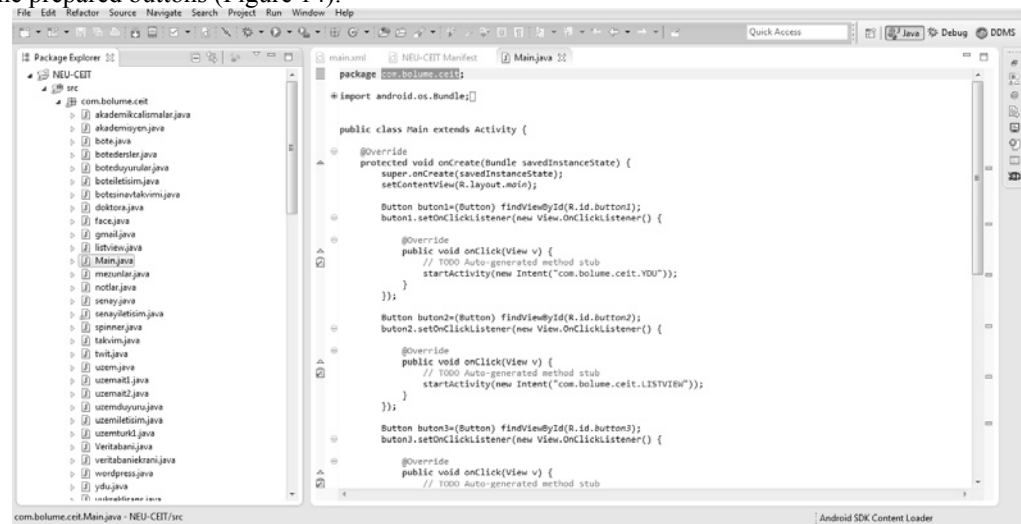 the prepared buttons (Figure 14).
File Edit Refactor Source Navigate Search Project Run Window Help
Quick Access
Java Debug DDMS
Package Explorer
NEU-CEIT
src
com.bolume.ceit
akademikcalismalar.java
akademisyen.java
bote.java
botedersler.java
boteduyurular.java
boteiletisim.java
botesinavtakvimi.java
doktora.java
face.java
gmail.java
listview.java
Main.java
mezunlar.java
notlar.java
senay.java
senayiletisim.java
spinner.java
takvim.java
twit.java
uzem.java
uzemait1.java
uzemait2.java
uzemduyuru.java
uzemiletisim.java
uzemturk1.java
Veritabani.java
veritabaniekrani.java
wordpress.java
ydu.java
main.xml NEU-CEIT Manifest Main.java
package com.bolume.ceit;
import android.os.Bundle;
public class Main extends Activity {
@Override
protected void onCreate(Bundle savedInstanceState) {
super.onCreate(savedInstanceState);
setContentView(R.layout.main);
Button buton1=(Button) findViewById(R.id.button1);
buton1.setOnClickListener(new View.OnClickListener() {
@Override
public void onClick(View v) {
// TODO Auto-generated method stub
startActivity(new Intent("com.bolume.ceit.YDU"));
}
});
Button buton2=(Button) findViewById(R.id.button2);
buton2.setOnClickListener(new View.OnClickListener() {
@Override
public void onClick(View v) {
// TODO Auto-generated method stub
startActivity(new Intent("com.bolume.ceit.LISTVIEW"));
}
});
Button buton3=(Button) findViewById(R.id.button3);
buton3.setOnClickListener(new View.OnClickListener() {
@Override
public void onClick(View v) {
// TODO Auto-generated method stub
com.bolume.ceit.Main.java - NEU-CEIT/src
Android SDK Content Loader